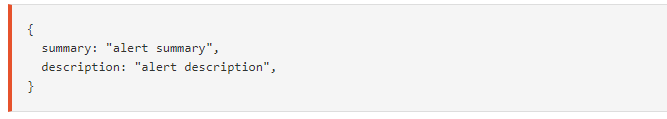 {
  summary: "alert summary",
  description: "alert description",
}